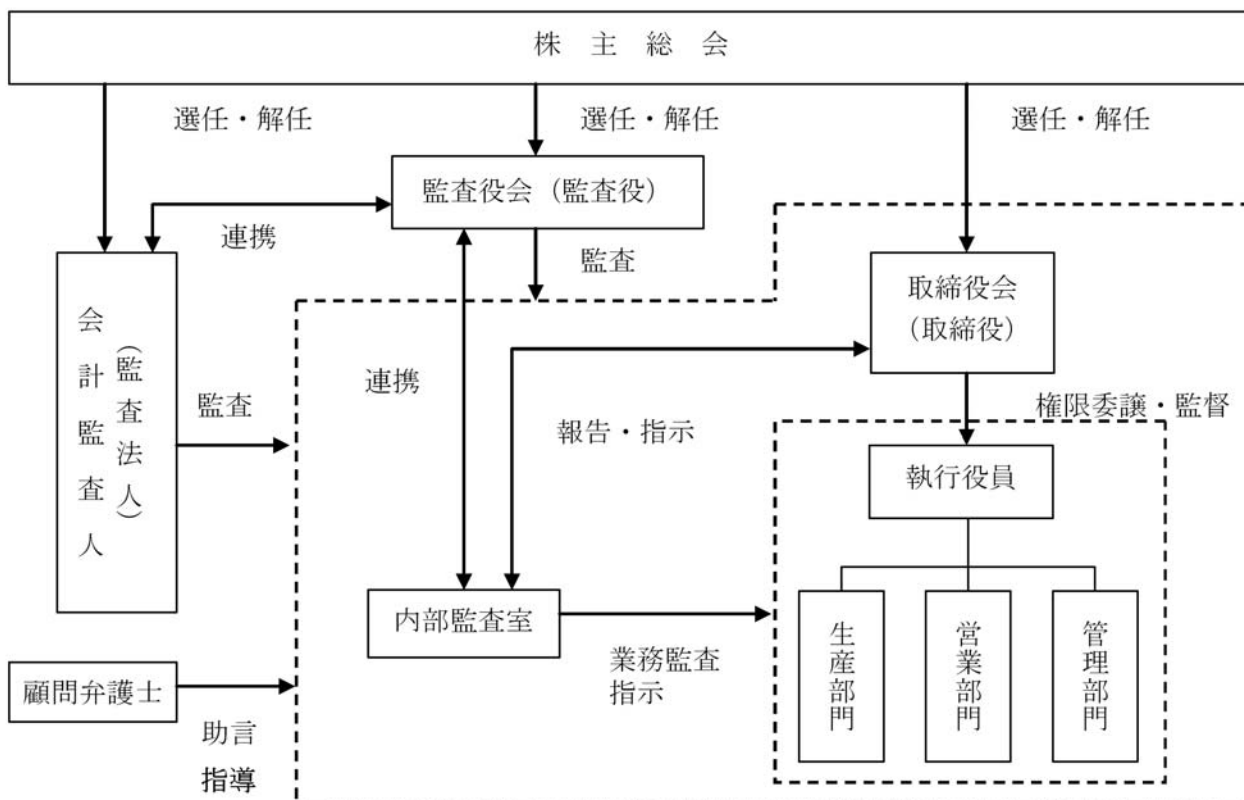 株主総会
選任・解任
選任・解任
選任・解任
監査役会（監査役）
連携
監査
会計監査人
（監査法人）
監査
連携
取締役会
（取締役）
報告・指示
権限委譲・監督
執行役員
内部監査室
業務監査
指示
生産部門
営業部門
管理部門
顧問弁護士
助言
指導